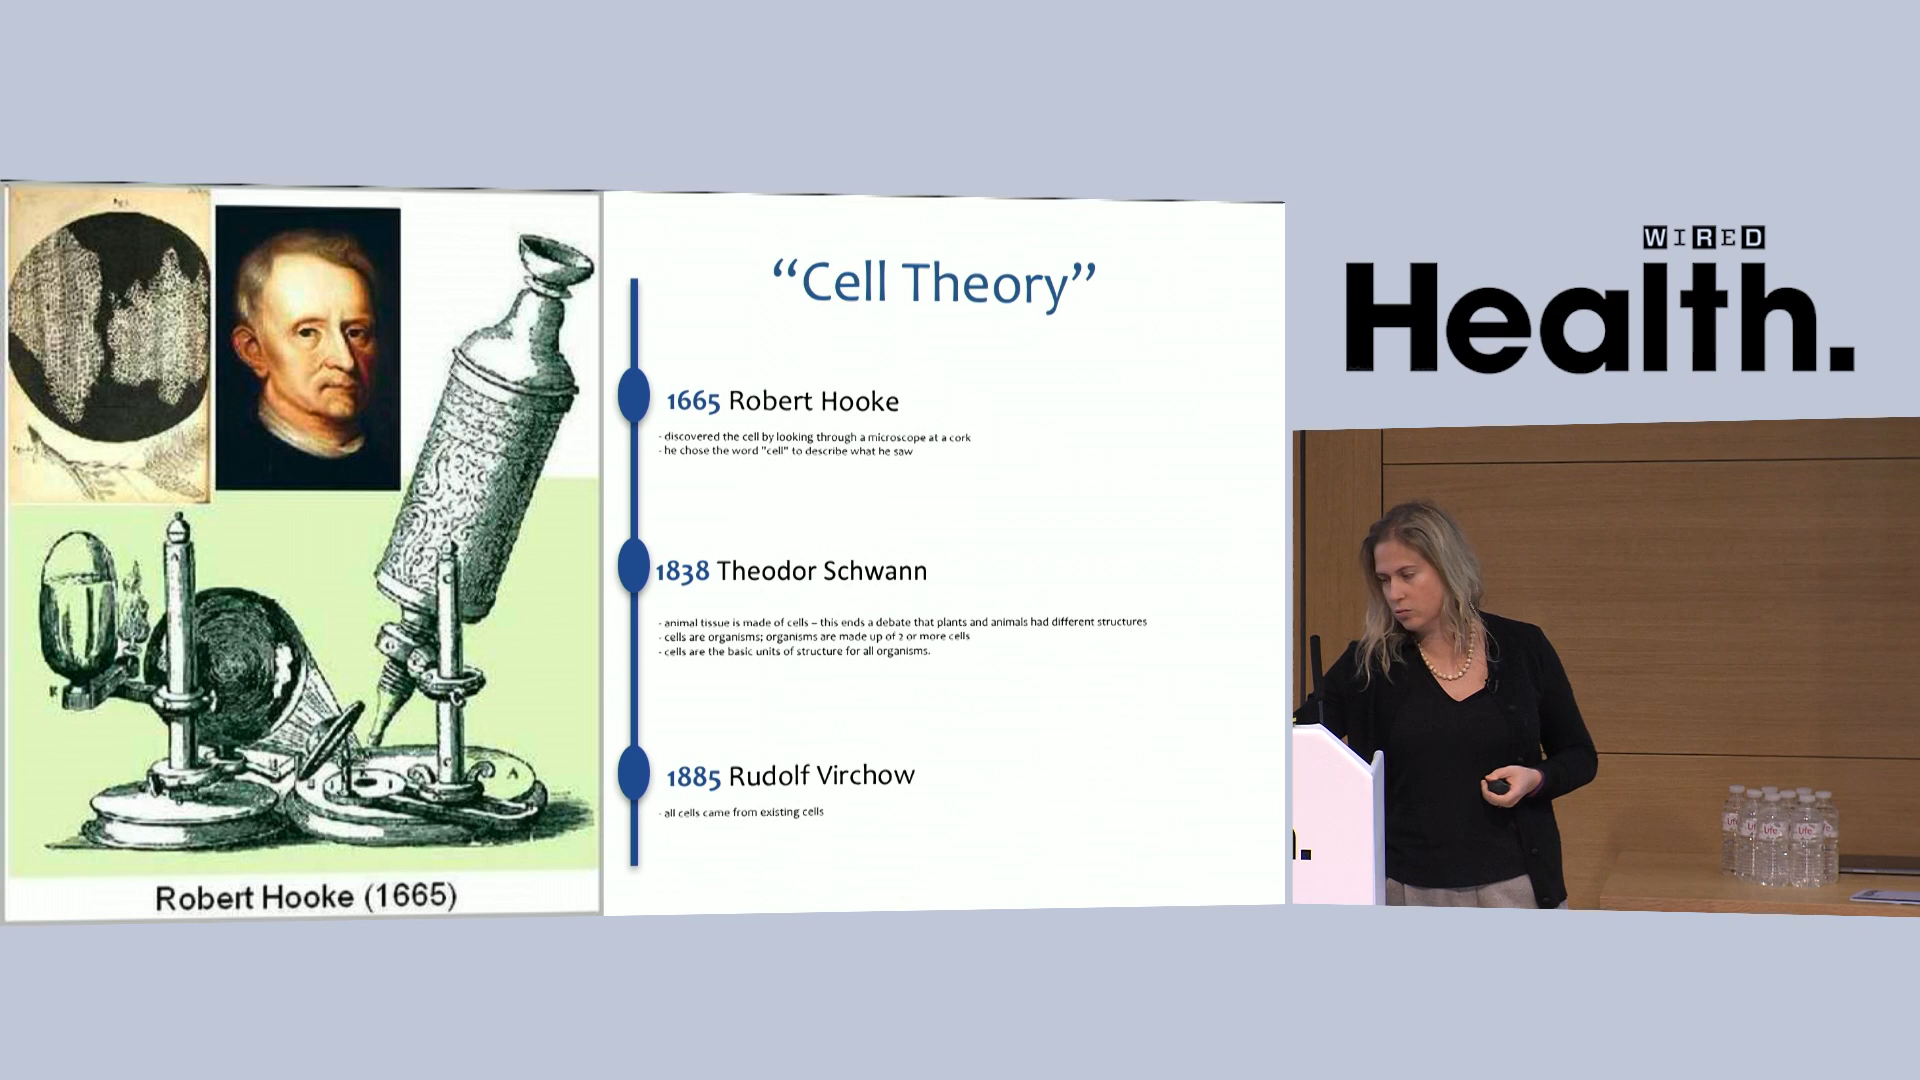 Robert Hooke (1665)
“Cell Theory”
1665 Robert Hooke
- discovered the cell by looking through a microscope at a cork
- he chose the word "cell" to describe what he saw
1838 Theodor Schwann
- animal tissue is made of cells – this ends a debate that plants and animals had different structures
- cells are organisms; organisms are made up of 2 or more cells
- cells are the basic units of structure for all organisms.
1885 Rudolf Virchow
- all cells came from existing cells
WIRED
Health.
Life
Life